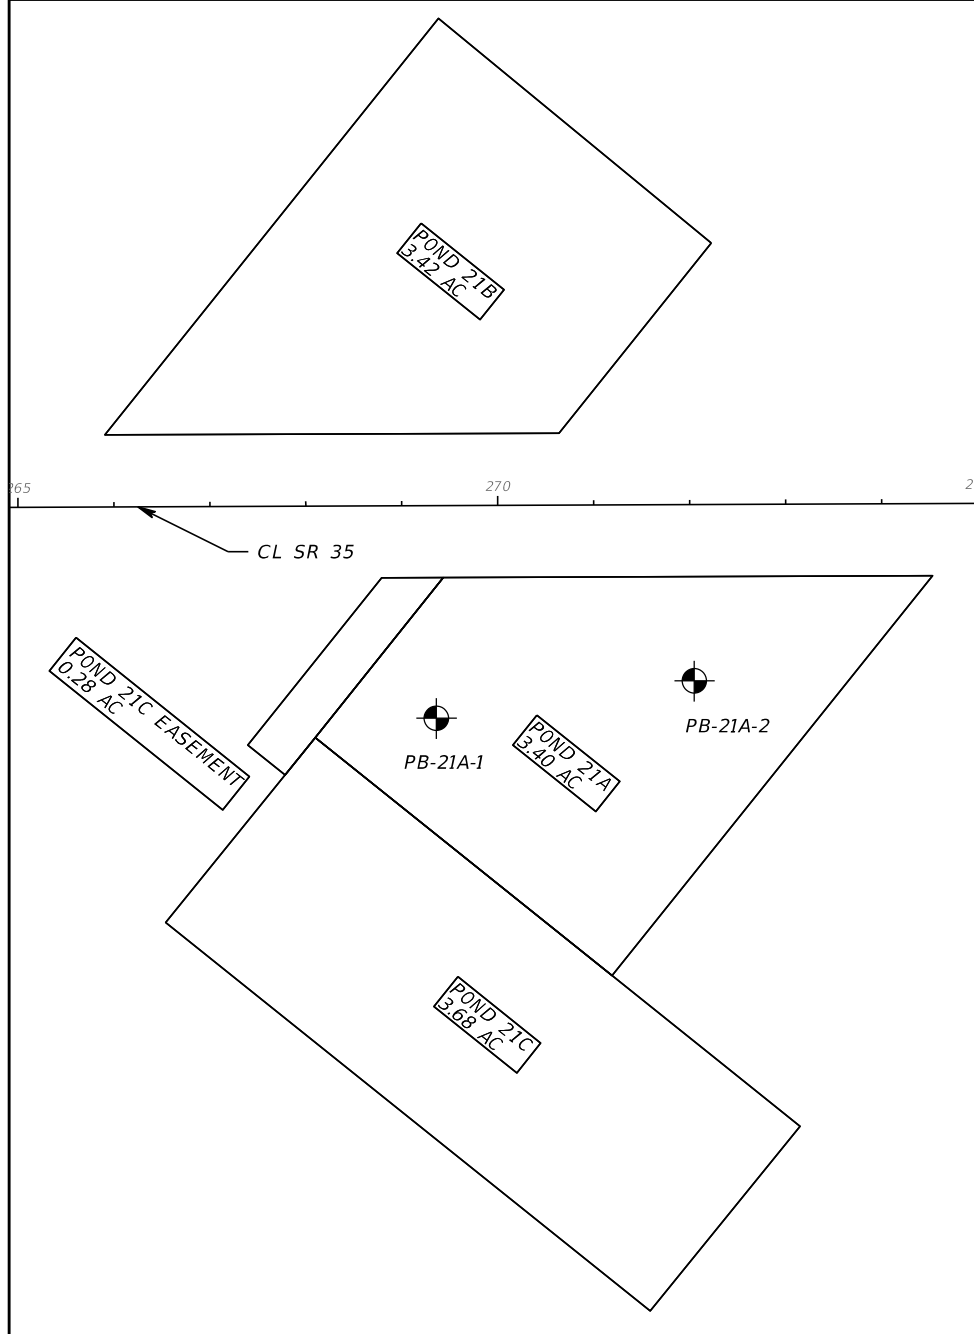 POND 21B
3.42 AC
265
270
CL SR 35
POND 21C EASEMENT
0.28 AC
PB-21A-1
POND 21A
3.40 AC
PB-21A-2
POND 21C
3.68 AC